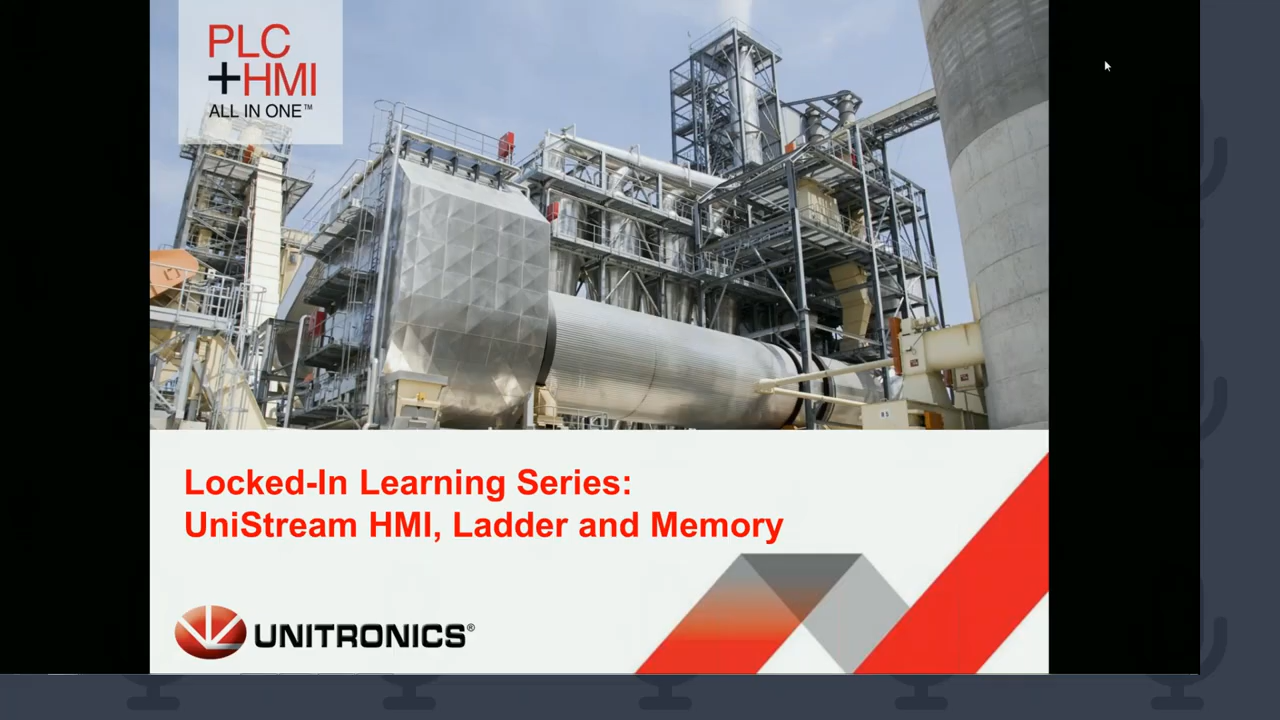 PLC
+HMI
ALL IN ONE™
Locked-In Learning Series:
UniStream HMI, Ladder and Memory
UNITRONICS®